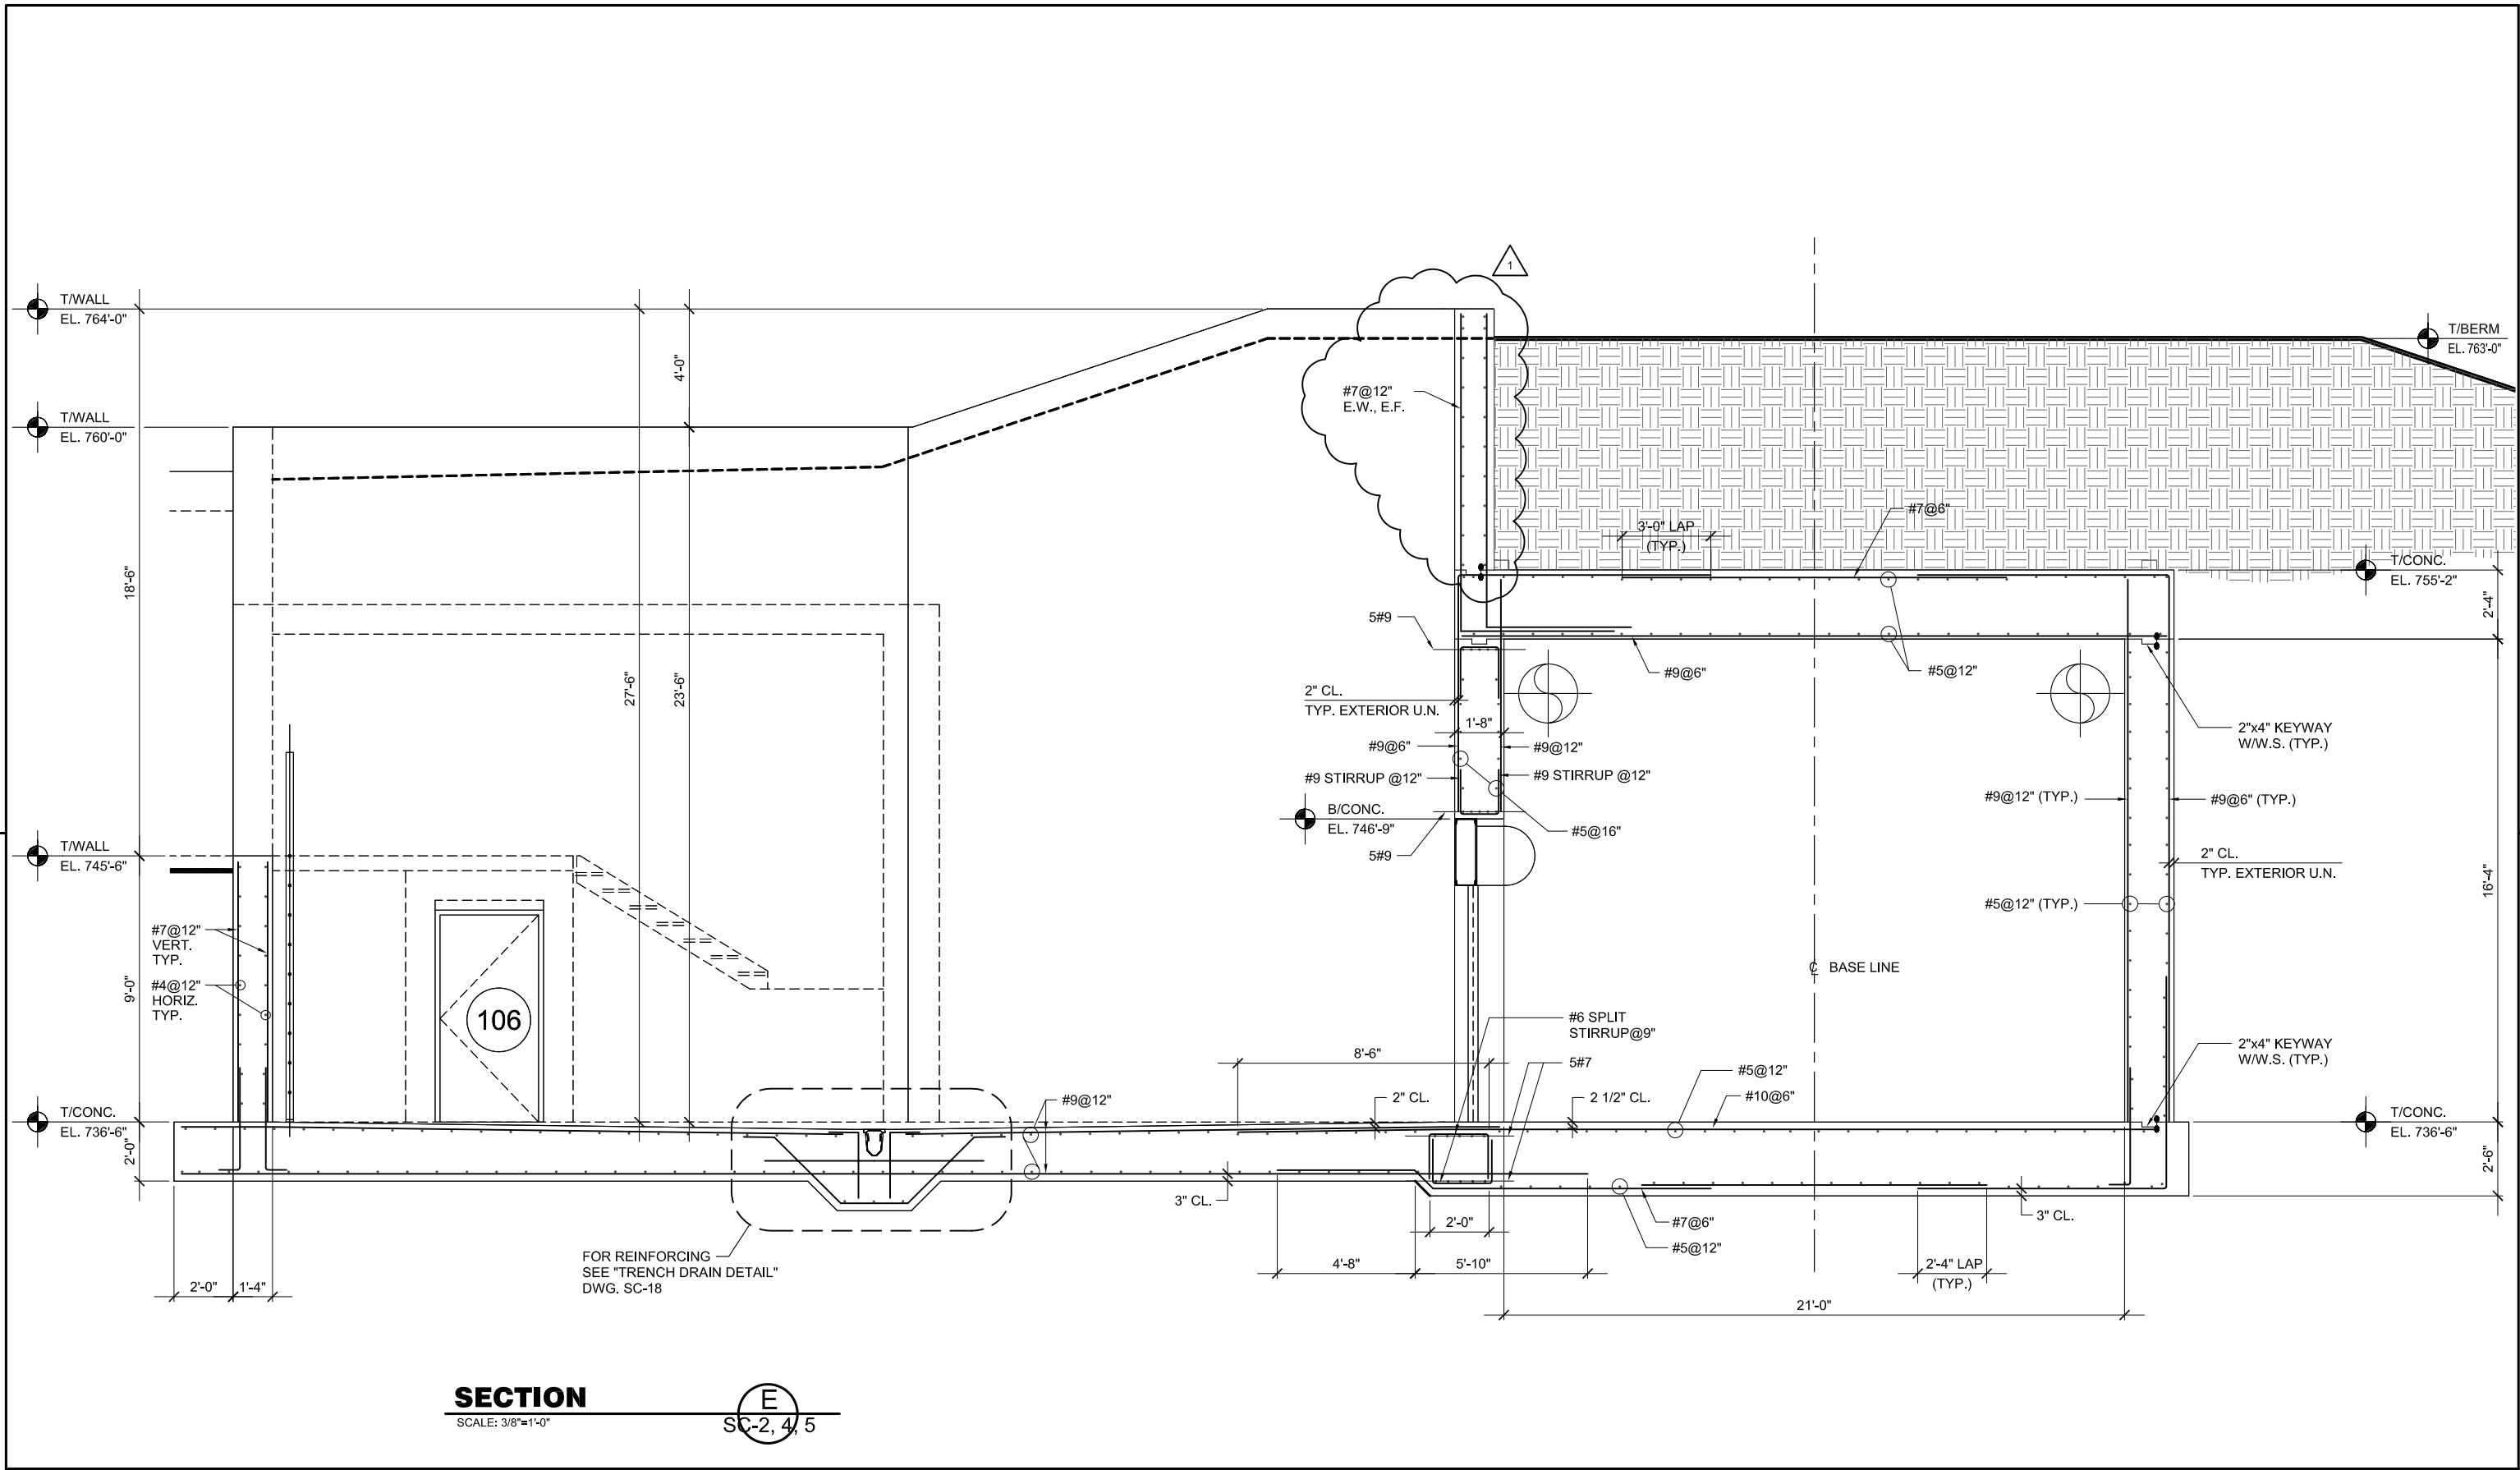 1
T/WALL
EL. 764'-0"
T/BERM
EL. 763'-0"
4'-0"
#7@12"
E.W., E.F.
T/WALL
EL. 760'-0"
#7@6"
3'-0" LAP
(TYP.)
T/CONC.
EL. 755'-2"
18'-6"
2'-4"
5#9
27'-6"
23'-6"
#9@6"
#5@12"
2" CL.
TYP. EXTERIOR U.N.
1'-8"
2"x4" KEYWAY
W/W.S. (TYP.)
#9@6"
#9@12"
#9 STIRRUP @12"
#9 STIRRUP @12"
#9@12" (TYP.)
#9@6" (TYP.)
B/CONC.
EL. 746'-9"
#5@16"
5#9
T/WALL
EL. 745'-6"
2" CL.
TYP. EXTERIOR U.N.
16'-4"
#5@12" (TYP.)
#7@12"
VERT.
TYP.
9'-0"
#4@12"
HORIZ.
TYP.
106
℄ BASE LINE
#6 SPLIT
STIRRUP@9"
2"x4" KEYWAY
W/W.S. (TYP.)
8'-6"
5#7
#5@12"
#9@12"
2" CL.
2 1/2" CL.
#10@6"
T/CONC.
EL. 736'-6"
T/CONC.
EL. 736'-6"
2'-0"
2'-6"
3" CL.
2'-0"
#7@6"
3" CL.
#5@12"
FOR REINFORCING
SEE "TRENCH DRAIN DETAIL"
DWG. SC-18
4'-8"
5'-10"
2'-4" LAP
(TYP.)
2'-0"
1'-4"
21'-0"
SECTION
SCALE: 3/8"=1'-0"
E
SC-2, 4, 5